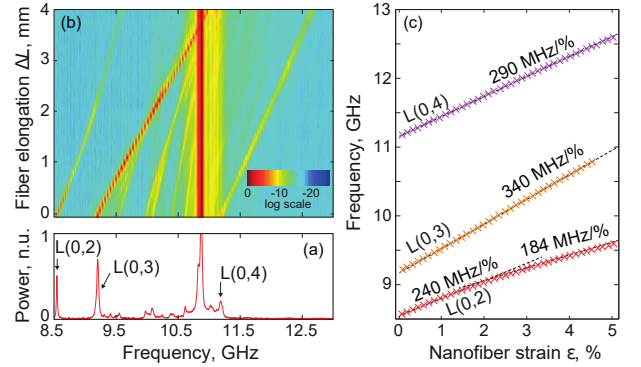 (b)
Fiber elongation ΔL, mm
4
3
2
1
0
0 -10 -20
log scale
(a)
Power, n.u.
1
0
L(0,2)
L(0,3)
L(0,4)
8.5 9.5 10.5 11.5 12.5
Frequency, GHz
(c)
Frequency, GHz
13
12
11
10
9
L(0,4)
290 MHz/%
L(0,3)
340 MHz/%
240 MHz/%
L(0,2)
184 MHz/%
0 1 2 3 4 5
Nanofiber strain ε, %